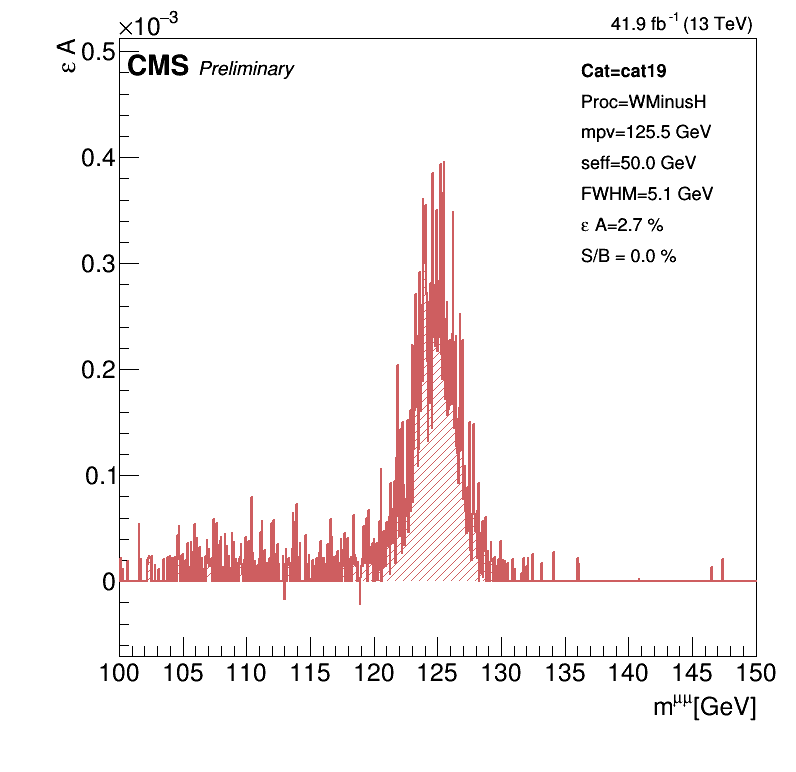 ×10⁻³
41.9 fb⁻¹ (13 TeV)
CMS Preliminary
ε A
Cat=cat19
Proc=WMinusH
mpv=125.5 GeV
seff=50.0 GeV
FWHM=5.1 GeV
ε A=2.7 %
S/B = 0.0 %
0.5
0.4
0.3
0.2
0.1
0
100 105 110 115 120 125 130 135 140 145 150
m^μμ[GeV]